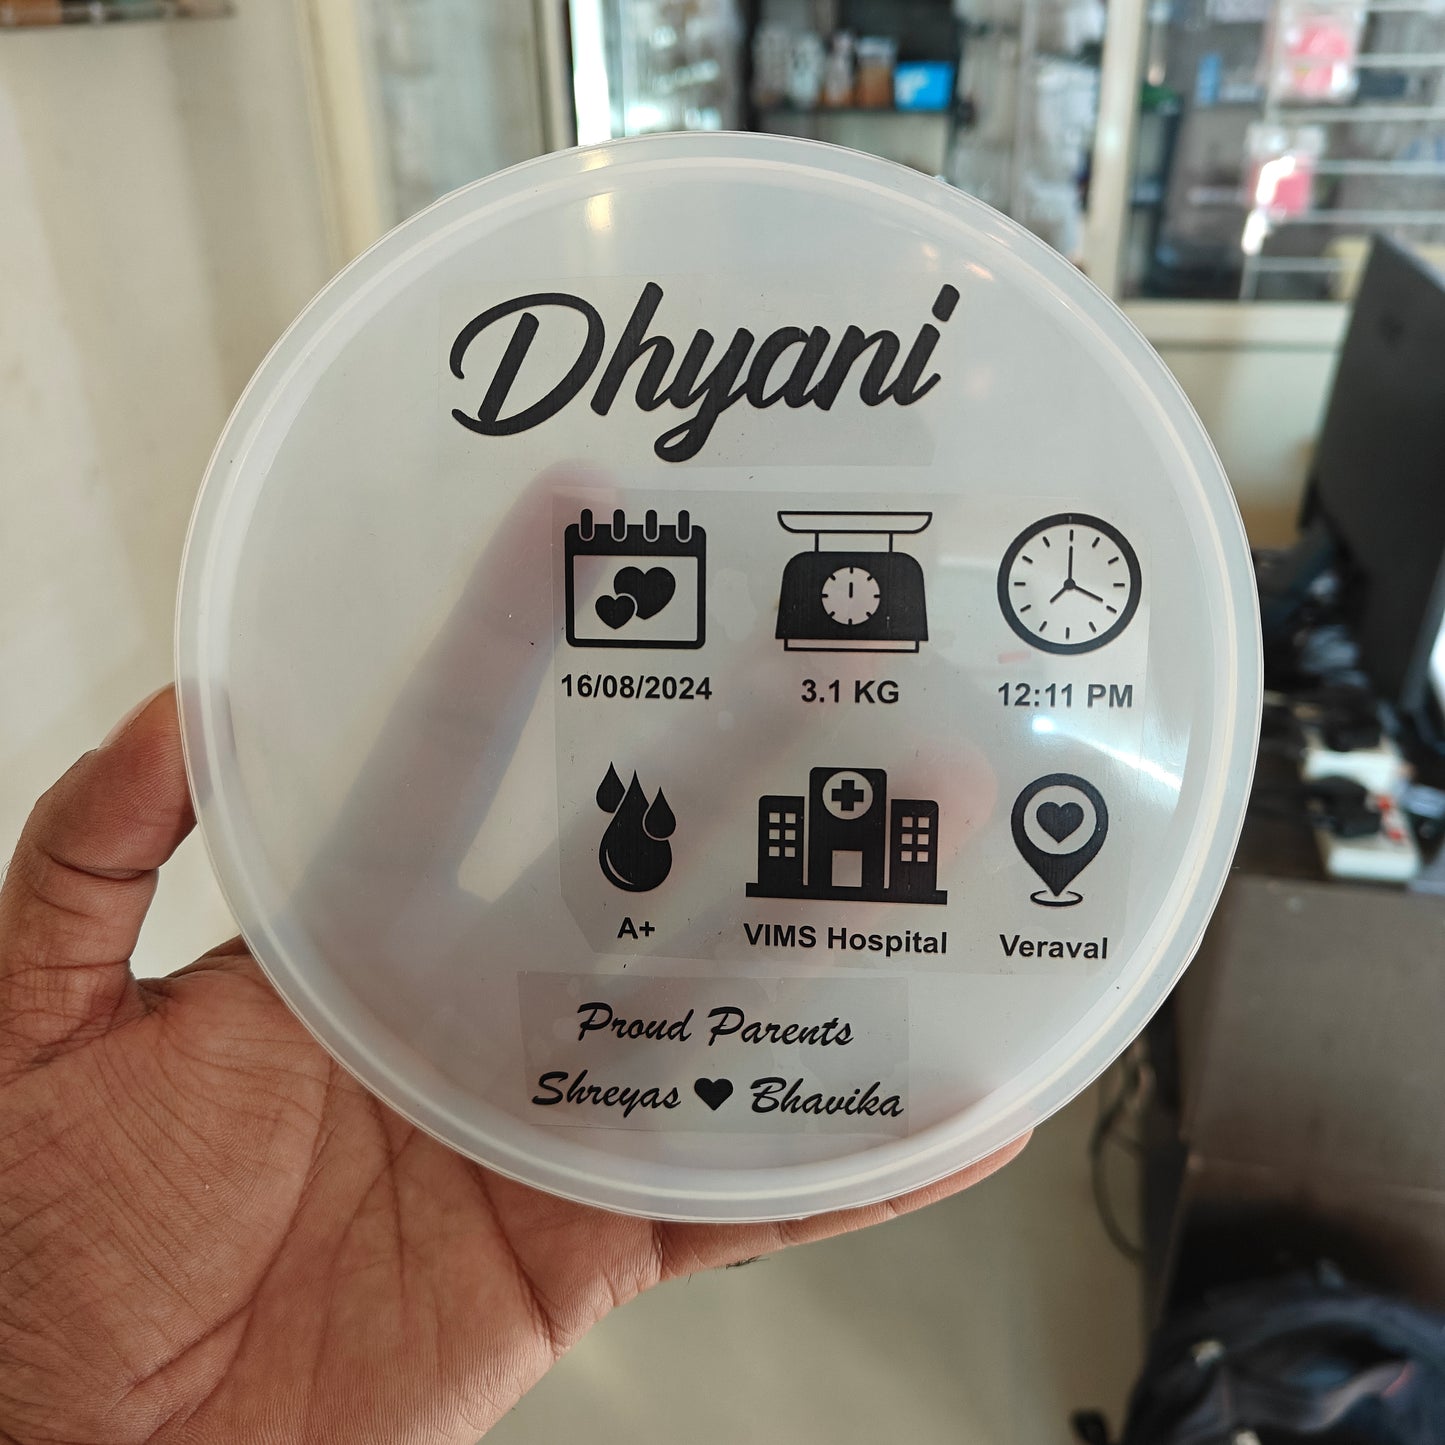 Dhyani
16/08/2024 3.1 KG 12:11 PM
A+ VIMS Hospital Veraval
Proud Parents
Shreyas ♥ Bhavika